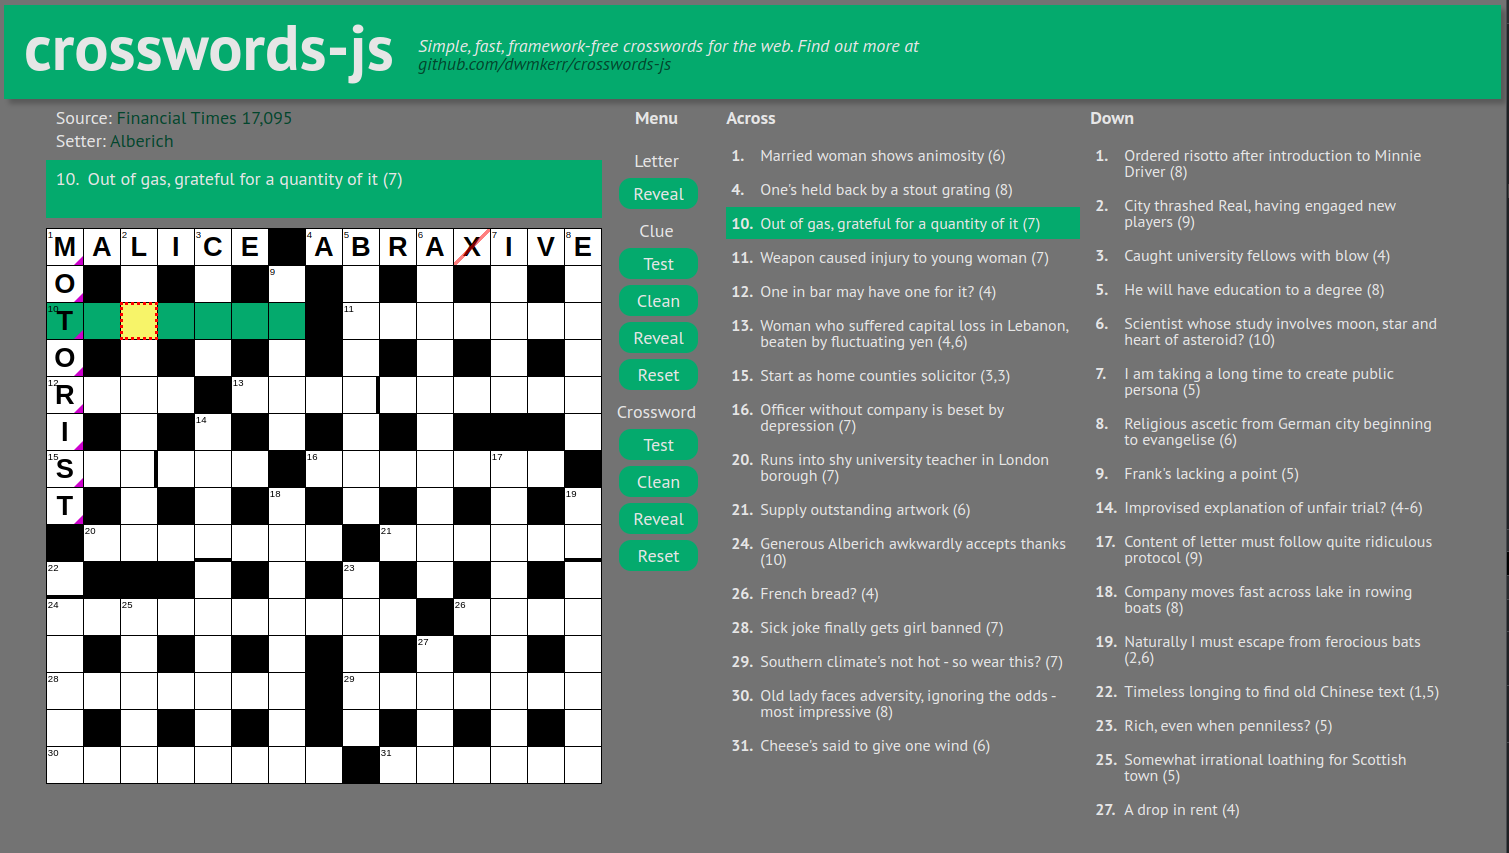 crosswords-js
Simple, fast, framework-free crosswords for the web. Find out more at
github.com/dwmkerr/crosswords-js
Source: Financial Times 17,095
Setter: Alberich
10. Out of gas, grateful for a quantity of it (7)
1 M A 2 L I 3 C E 4 A 5 B R 6 A X 7 I V 8 E
O 9
10 T 11
O
12 R 13
I 14
15 S 16 17
T 18 19
20 21
22 23
24 25 26
27
28 29
30 31
Menu
Letter
Reveal
Clue
Test
Clean
Reveal
Reset
Crossword
Test
Clean
Reveal
Reset
Across
1. Married woman shows animosity (6)
4. One's held back by a stout grating (8)
10. Out of gas, grateful for a quantity of it (7)
11. Weapon caused injury to young woman (7)
12. One in bar may have one for it? (4)
13. Woman who suffered capital loss in Lebanon,
beaten by fluctuating yen (4,6)
15. Start as home counties solicitor (3,3)
16. Officer without company is beset by
depression (7)
20. Runs into shy university teacher in London
borough (7)
21. Supply outstanding artwork (6)
24. Generous Alberich awkwardly accepts thanks
(10)
26. French bread? (4)
28. Sick joke finally gets girl banned (7)
29. Southern climate's not hot - so wear this? (7)
30. Old lady faces adversity, ignoring the odds -
most impressive (8)
31. Cheese's said to give one wind (6)
Down
1. Ordered risotto after introduction to Minnie
Driver (8)
2. City thrashed Real, having engaged new
players (9)
3. Caught university fellows with blow (4)
5. He will have education to a degree (8)
6. Scientist whose study involves moon, star and
heart of asteroid? (10)
7. I am taking a long time to create public
persona (5)
8. Religious ascetic from German city beginning
to evangelise (6)
9. Frank's lacking a point (5)
14. Improvised explanation of unfair trial? (4-6)
17. Content of letter must follow quite ridiculous
protocol (9)
18. Company moves fast across lake in rowing
boats (8)
19. Naturally I must escape from ferocious bats
(2,6)
22. Timeless longing to find old Chinese text (1,5)
23. Rich, even when penniless? (5)
25. Somewhat irrational loathing for Scottish
town (5)
27. A drop in rent (4)